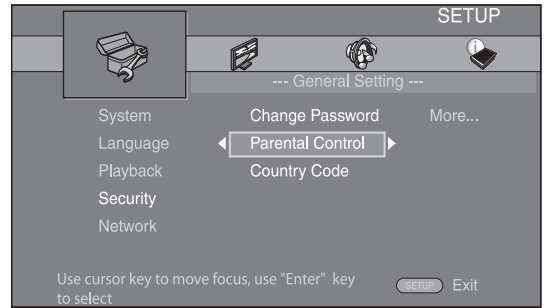 SETUP
--- General Setting ---
System Change Password More...
Language Parental Control
Playback Country Code
Security
Network
Use cursor key to move focus, use "Enter" key
to select
SETUP Exit